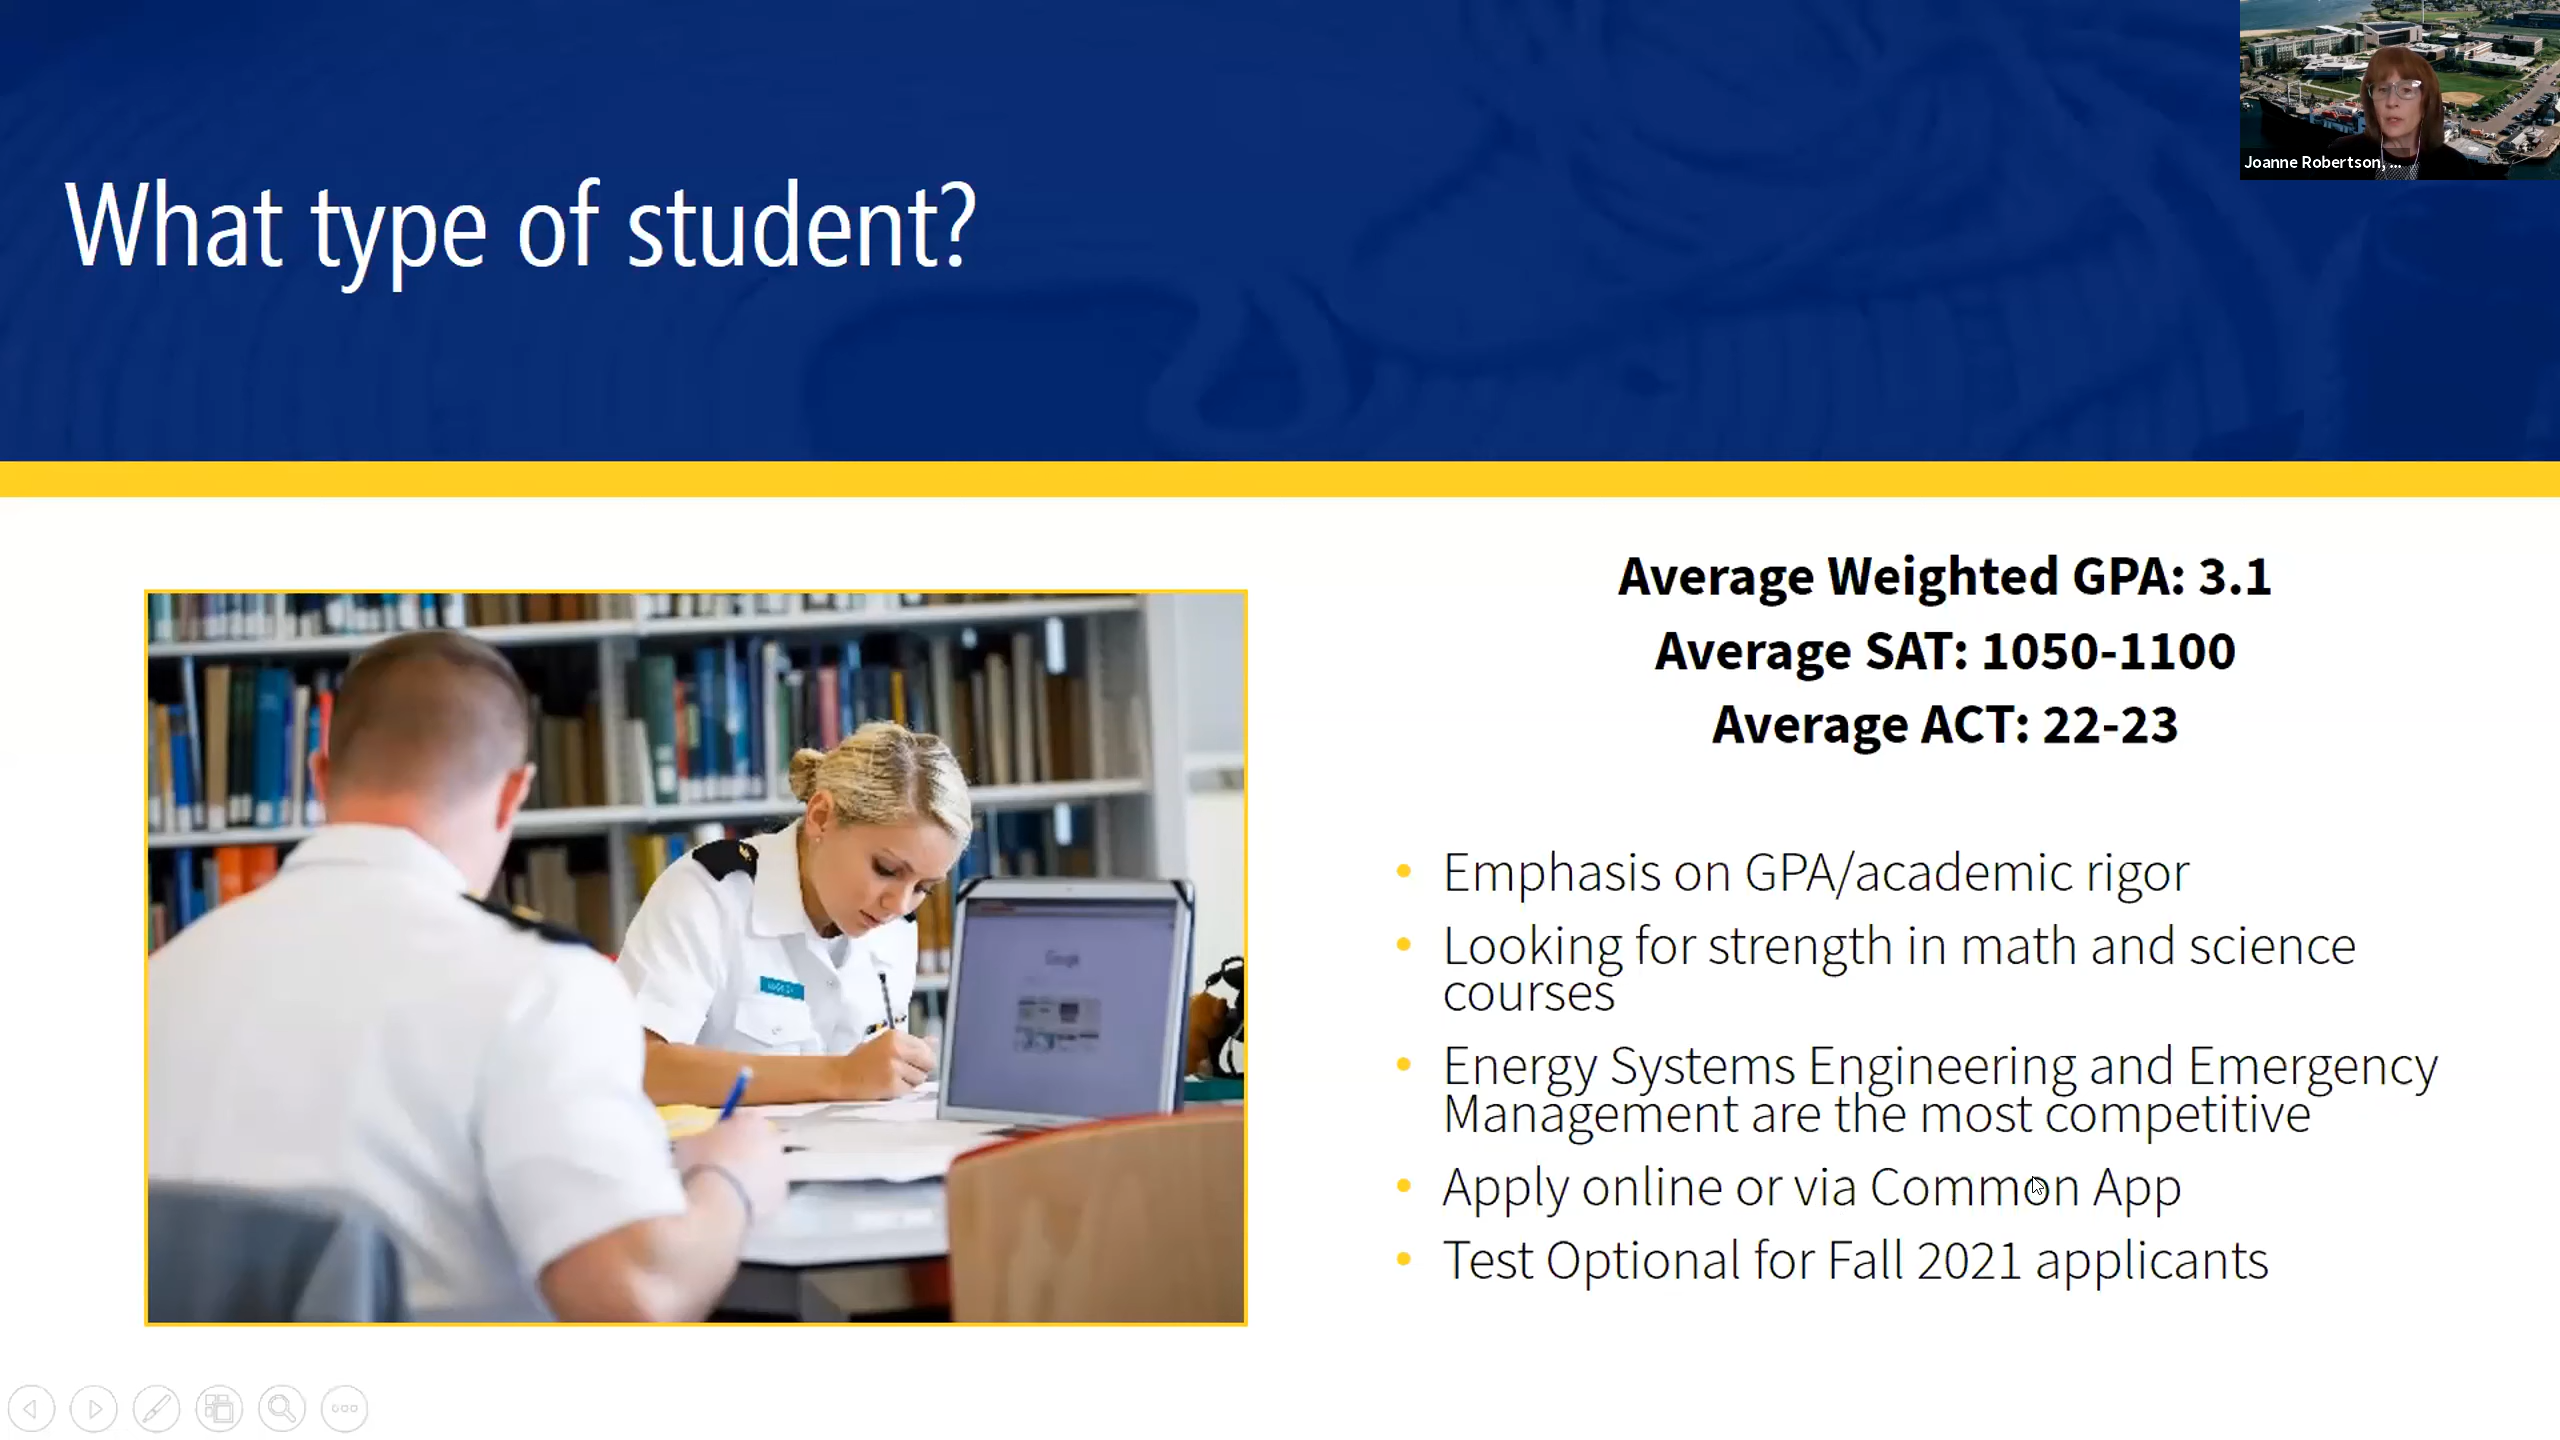 Joanne Robertson, ...
What type of student?
Average Weighted GPA: 3.1
Average SAT: 1050-1100
Average ACT: 22-23
Emphasis on GPA/academic rigor
Looking for strength in math and science
courses
Energy Systems Engineering and Emergency
Management are the most competitive
Apply online or via Common App
Test Optional for Fall 2021 applicants
Google